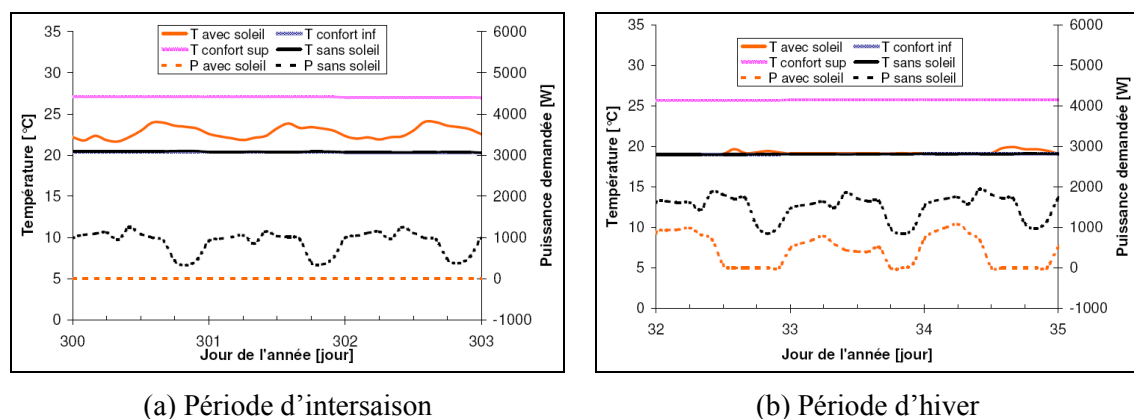 35
30
25
20
15
10
5
0
Température [°C]
T avec soleil
T confort inf
T confort sup
T sans soleil
P avec soleil
P sans soleil
6000
5000
4000
3000
2000
1000
0
-1000
Puissance demandée [W]
300
301
302
303
Jour de l'année [jour]
(a) Période d’intersaison
35
30
25
20
15
10
5
0
Température [°C]
T avec soleil
T confort inf
T confort sup
T sans soleil
P avec soleil
P sans soleil
6000
5000
4000
3000
2000
1000
0
-1000
Puissance demandée [W]
32
33
34
35
Jour de l'année [jour]
(b) Période d’hiver